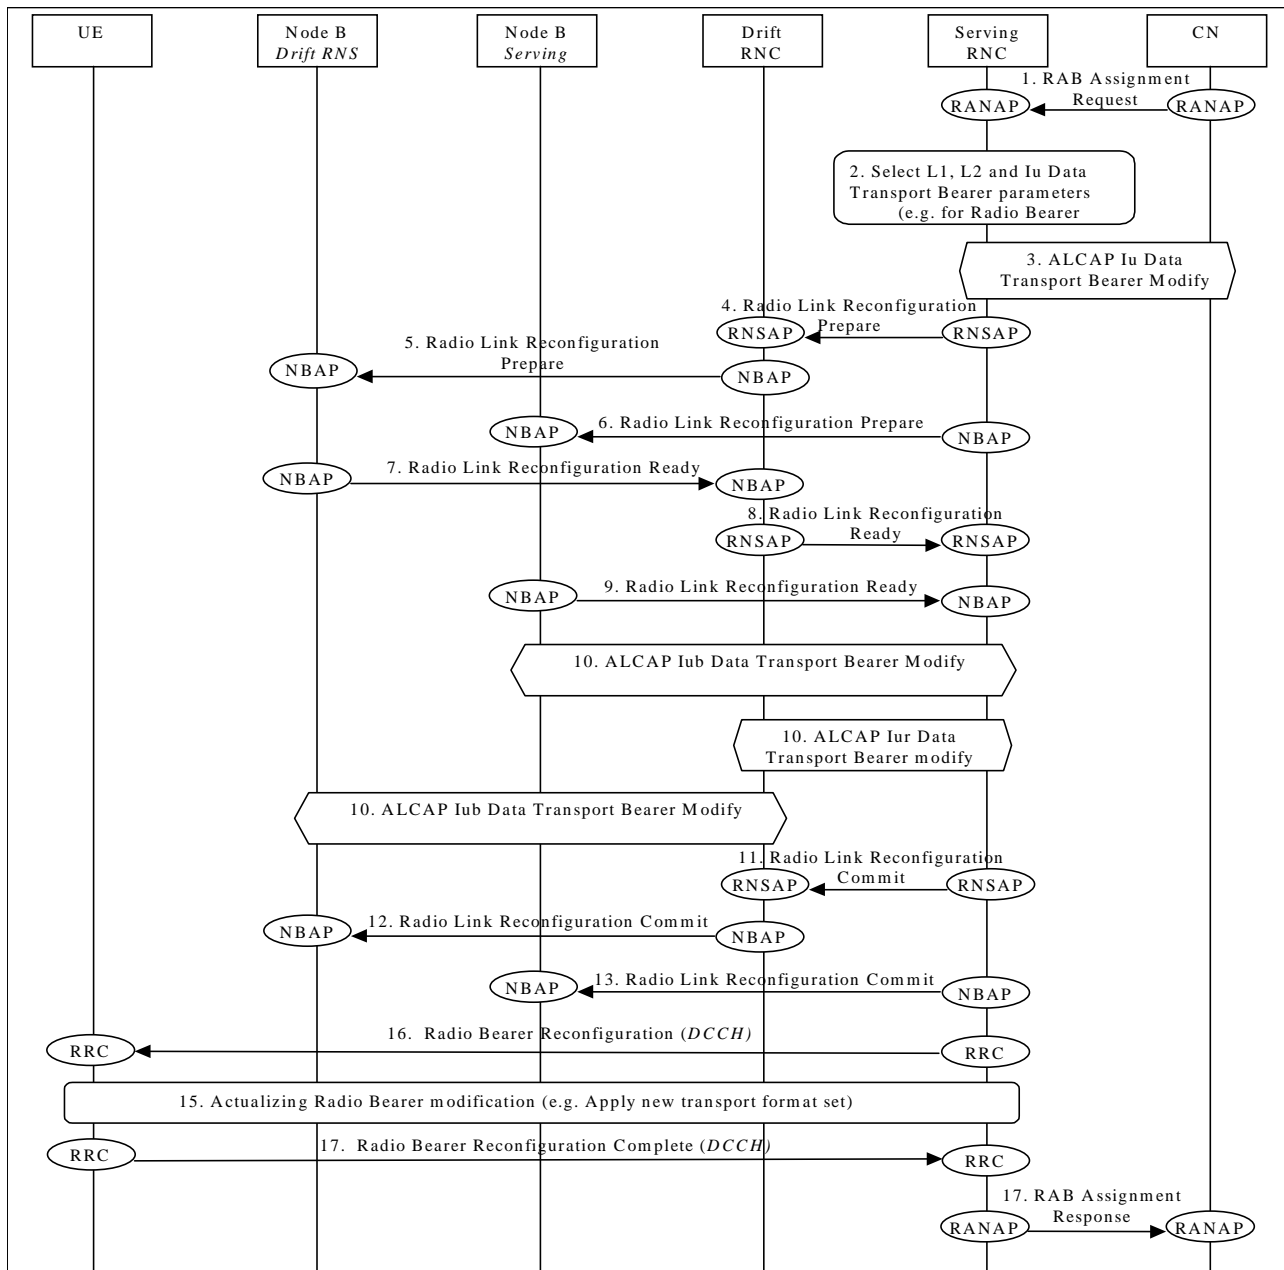 UE
Node B
Drift RNS
Node B
Serving
Drift
RNC
Serving
RNC
CN
1. RAB Assignment
Request
RANAP
RANAP
2. Select L1, L2 and Iu Data
Transport Bearer parameters
(e.g. for Radio Bearer
3. ALCAP Iu Data
Transport Bearer Modify
4. Radio Link Reconfiguration
Prepare
RNSAP
RNSAP
5. Radio Link Reconfiguration
Prepare
NBAP
NBAP
6. Radio Link Reconfiguration Prepare
NBAP
NBAP
7. Radio Link Reconfiguration Ready
NBAP
NBAP
8. Radio Link Reconfiguration
Ready
RNSAP
RNSAP
9. Radio Link Reconfiguration Ready
NBAP
NBAP
10. ALCAP Iub Data Transport Bearer Modify
10. ALCAP Iur Data
Transport Bearer modify
10. ALCAP Iub Data Transport Bearer Modify
11. Radio Link Reconfiguration
Commit
RNSAP
RNSAP
12. Radio Link Reconfiguration Commit
NBAP
NBAP
13. Radio Link Reconfiguration Commit
NBAP
NBAP
16. Radio Bearer Reconfiguration (DCCH)
RRC
RRC
15. Actualizing Radio Bearer modification (e.g. Apply new transport format set)
17. Radio Bearer Reconfiguration Complete (DCCH)
RRC
RRC
17. RAB Assignment
Response
RANAP
RANAP